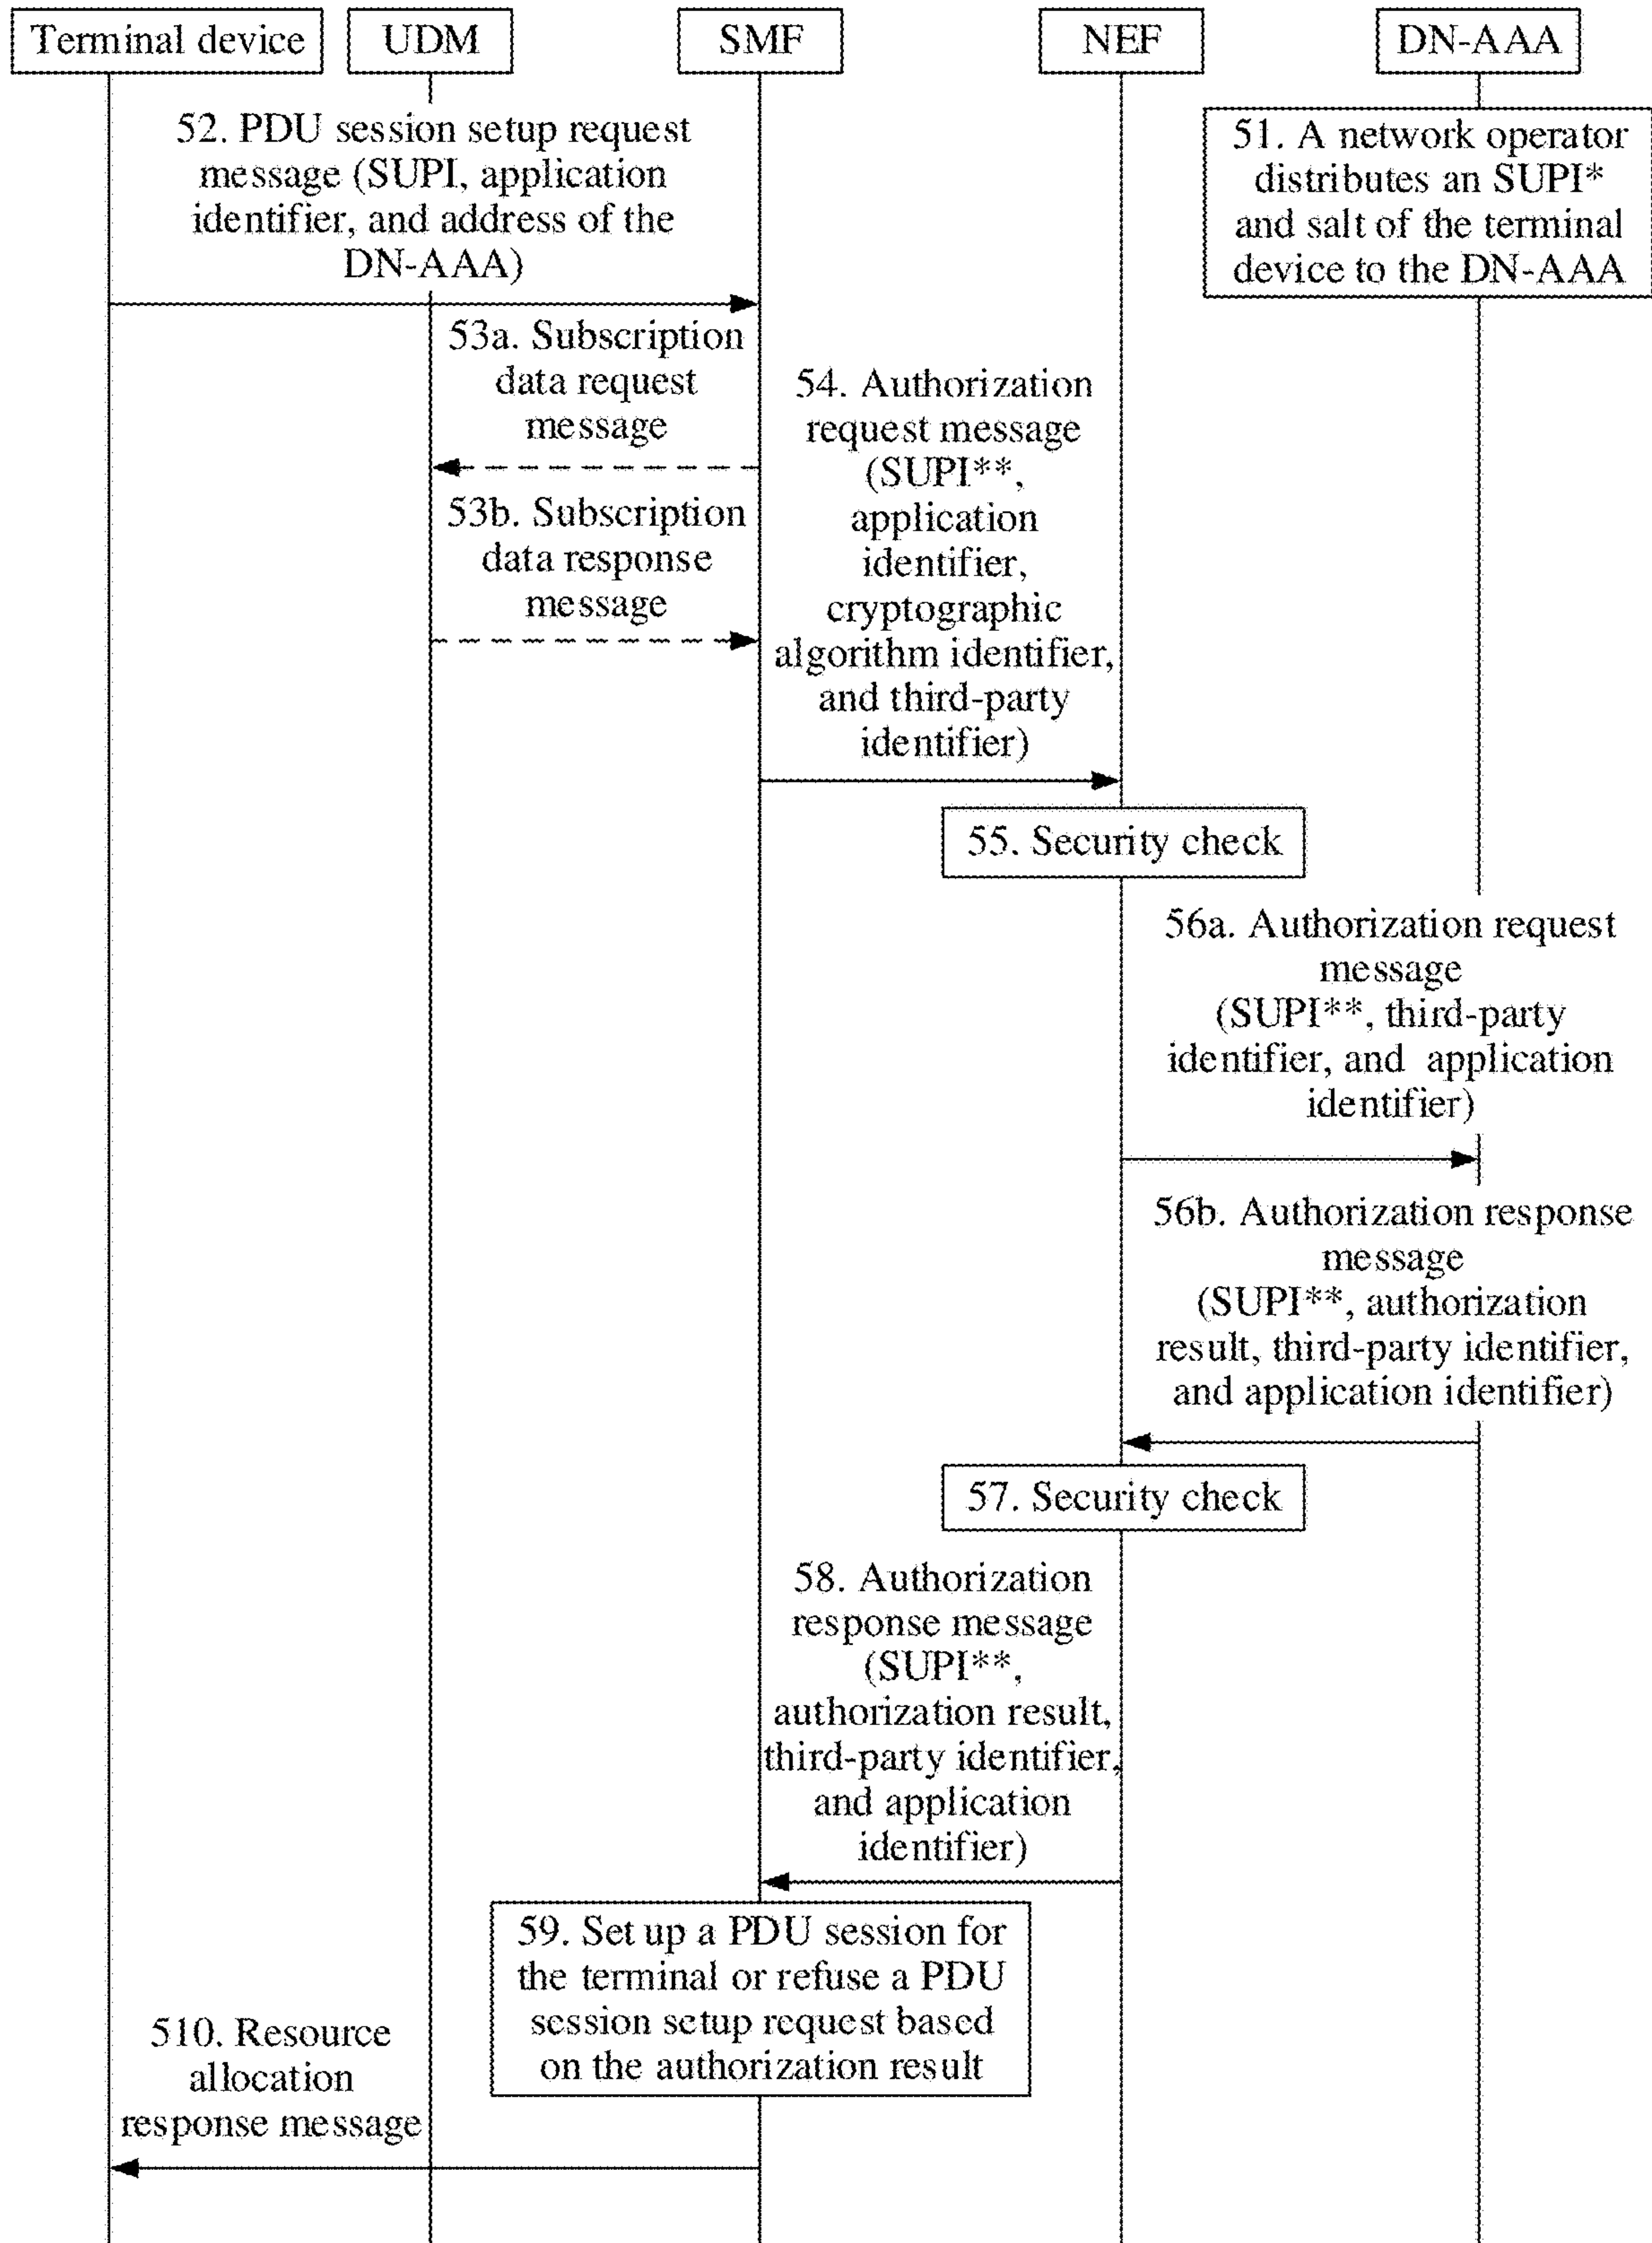 Terminal device
UDM
SMF
NEF
DN-AAA
51. A network operator
distributes an SUPI*
and salt of the terminal
device to the DN-AAA
52. PDU session setup request
message (SUPI, application
identifier, and address of the
DN-AAA)
53a. Subscription
data request
message
53b. Subscription
data response
message
54. Authorization
request message
(SUPI**,
application
identifier,
cryptographic
algorithm identifier,
and third-party
identifier)
55. Security check
56a. Authorization request
message
(SUPI**, third-party
identifier, and application
identifier)
56b. Authorization response
message
(SUPI**, authorization
result, third-party identifier,
and application identifier)
57. Security check
58. Authorization
response message
(SUPI**,
authorization result,
third-party identifier,
and application
identifier)
59. Set up a PDU session for
the terminal or refuse a PDU
session setup request based
on the authorization result
510. Resource
allocation
response message